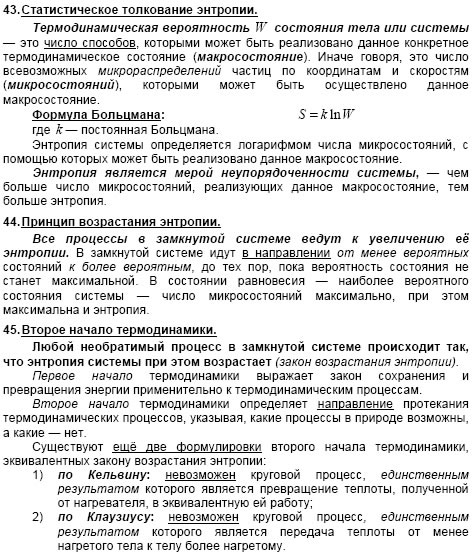 43. Статистическое толкование энтропии.
Термодинамическая вероятность W состояния тела или системы
— это число способов, которыми может быть реализовано данное конкретное
термодинамическое состояние (макросостояние). Иначе говоря, это число
всевозможных микрораспределений частиц по координатам и скоростям
(микросостояний), которыми может быть осуществлено данное
макросостояние.
Формула Больцмана: S = k ln W
где k — постоянная Больцмана.
Энтропия системы определяется логарифмом числа микросостояний, с
помощью которых может быть реализовано данное макросостояние.
Энтропия является мерой неупорядоченности системы, — чем
больше число микросостояний, реализующих данное макросостояние, тем
больше энтропия.
44. Принцип возрастания энтропии.
Все процессы в замкнутой системе ведут к увеличению её
энтропии. В замкнутой системе идут в направлении от менее вероятных
состояний к более вероятным, до тех пор, пока вероятность состояния не
станет максимальной. В состоянии равновесия — наиболее вероятного
состояния системы — число микросостояний максимально, при этом
максимальна и энтропия.
45. Второе начало термодинамики.
Любой необратимый процесс в замкнутой системе происходит так,
что энтропия системы при этом возрастает (закон возрастания энтропии).
Первое начало термодинамики выражает закон сохранения и
превращения энергии применительно к термодинамическим процессам.
Второе начало термодинамики определяет направление протекания
термодинамических процессов, указывая, какие процессы в природе возможны,
а какие — нет.
Существуют ещё две формулировки второго начала термодинамики,
эквивалентных закону возрастания энтропии:
1) по Кельвину: невозможен круговой процесс, единственным
результатом которого является превращение теплоты, полученной
от нагревателя, в эквивалентную ей работу;
2) по Клаузиусу: невозможен круговой процесс, единственным
результатом которого является передача теплоты от менее
нагретого тела к телу более нагретому.